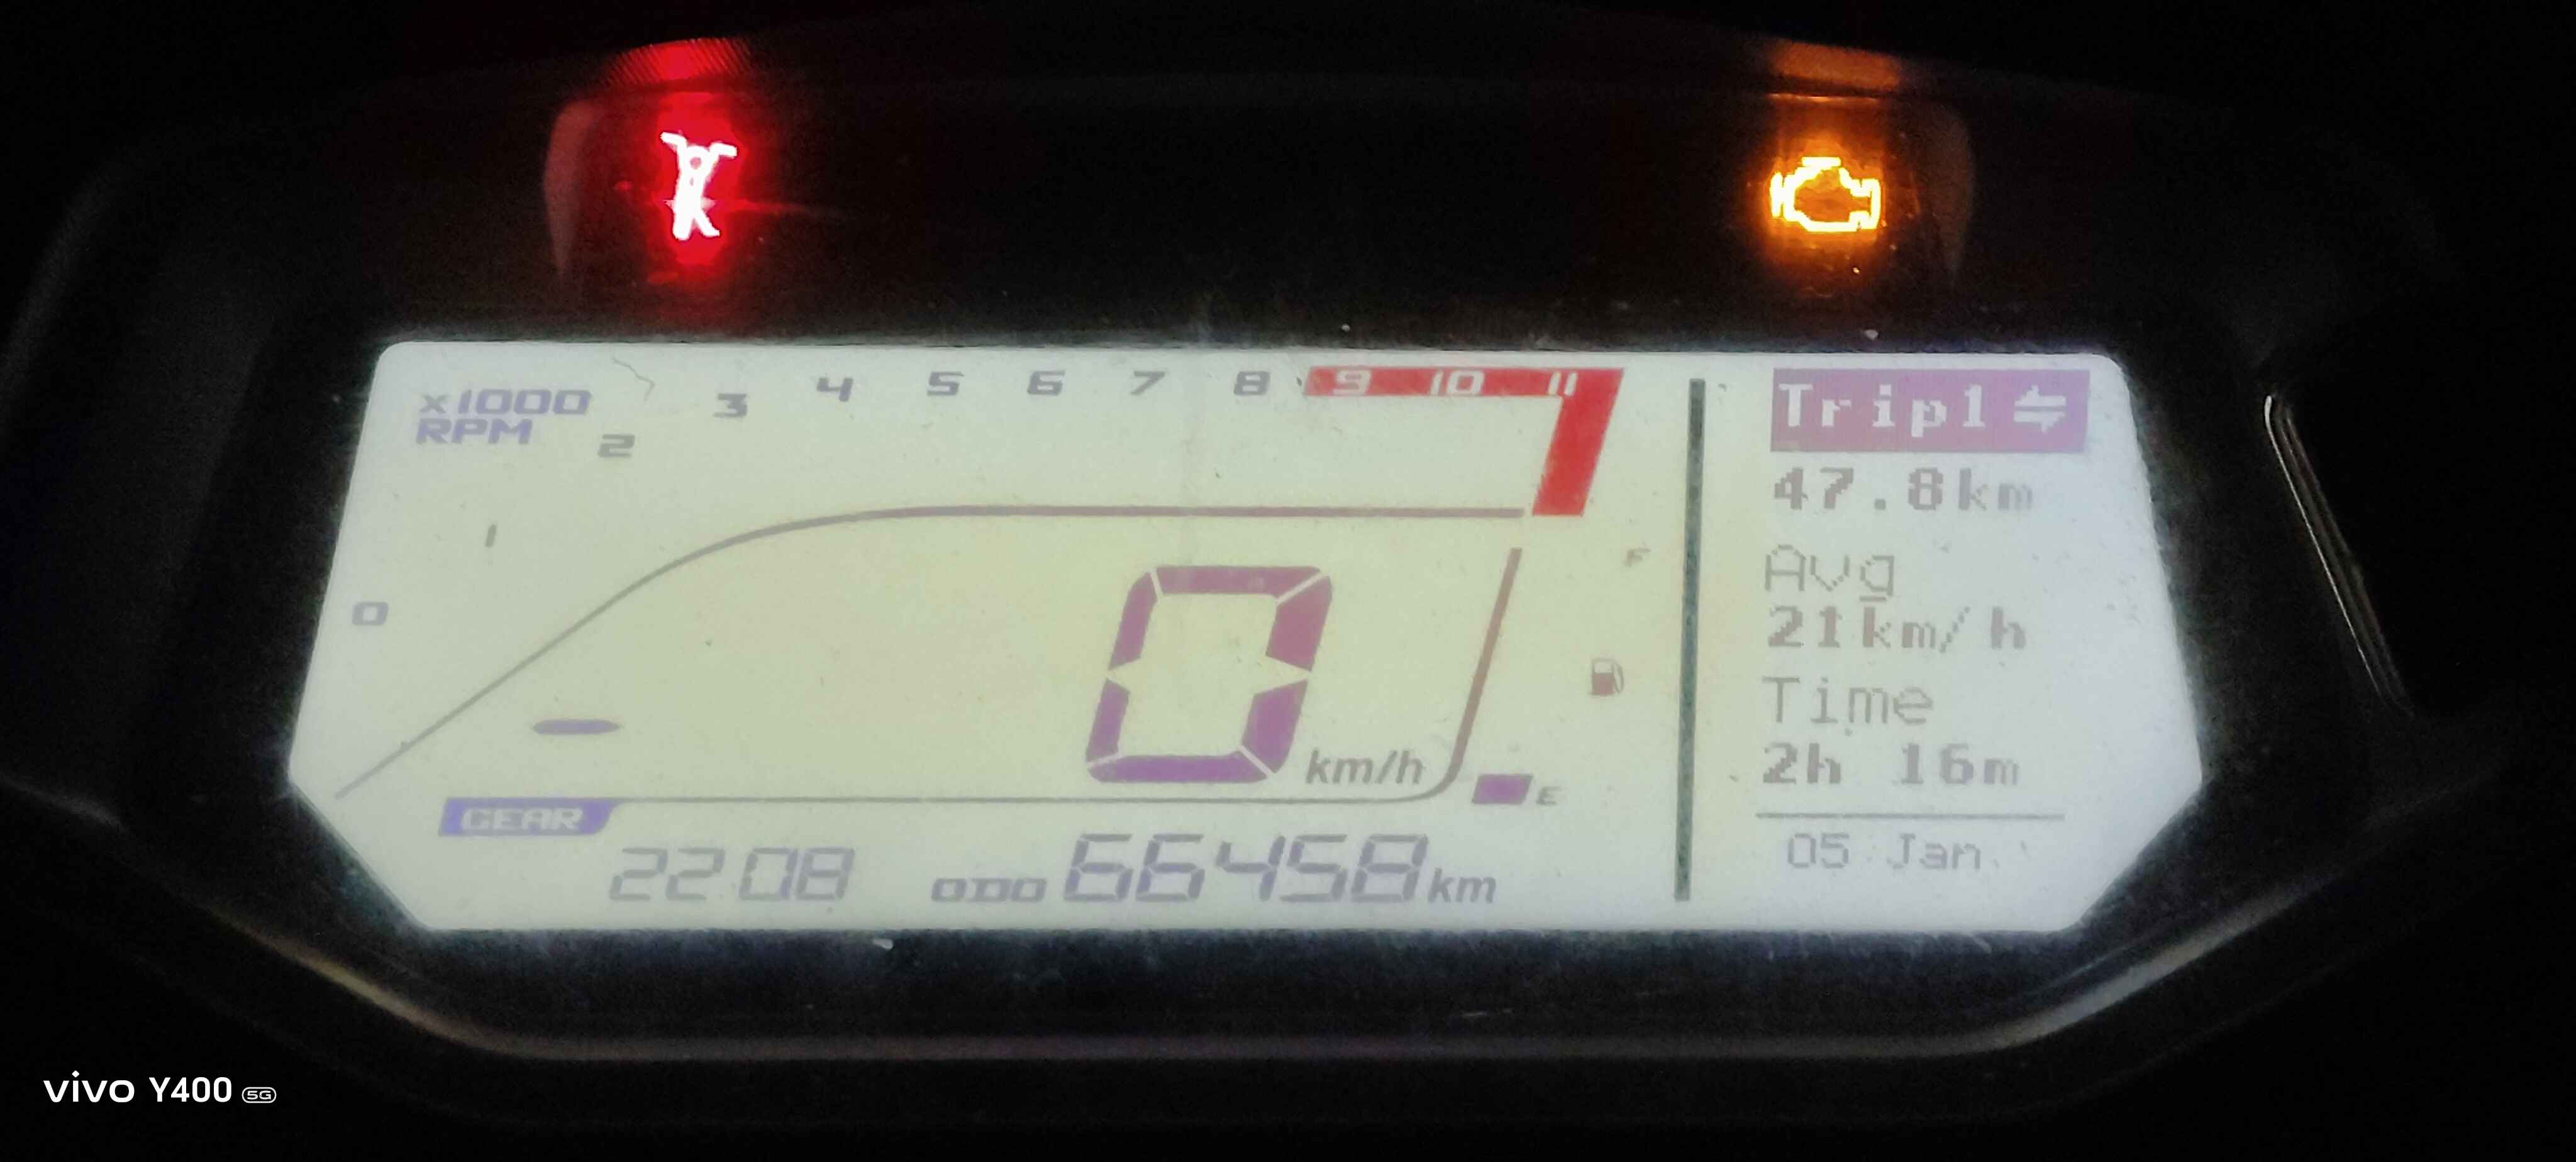 x1000
RPM
0 1 2 3 4 5 6 7 8 9 10 11
Trip1
47.8km
Avg
21km/h
Time
2h 16m
05 Jan
F
0 km/h
E
GEAR
22 08
ODO 66458 km
vivo Y400 5G